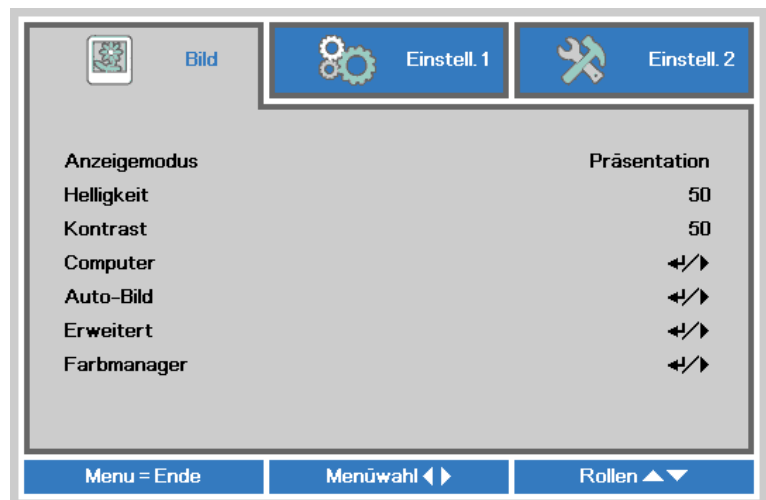 Bild Einstell. 1 Einstell. 2
Anzeigemodus Präsentation
Helligkeit 50
Kontrast 50
Computer ↵/▶
Auto-Bild ↵/▶
Erweitert ↵/▶
Farbmanager ↵/▶
Menu = Ende Menüwahl ◀ ▶ Rollen ▲▼